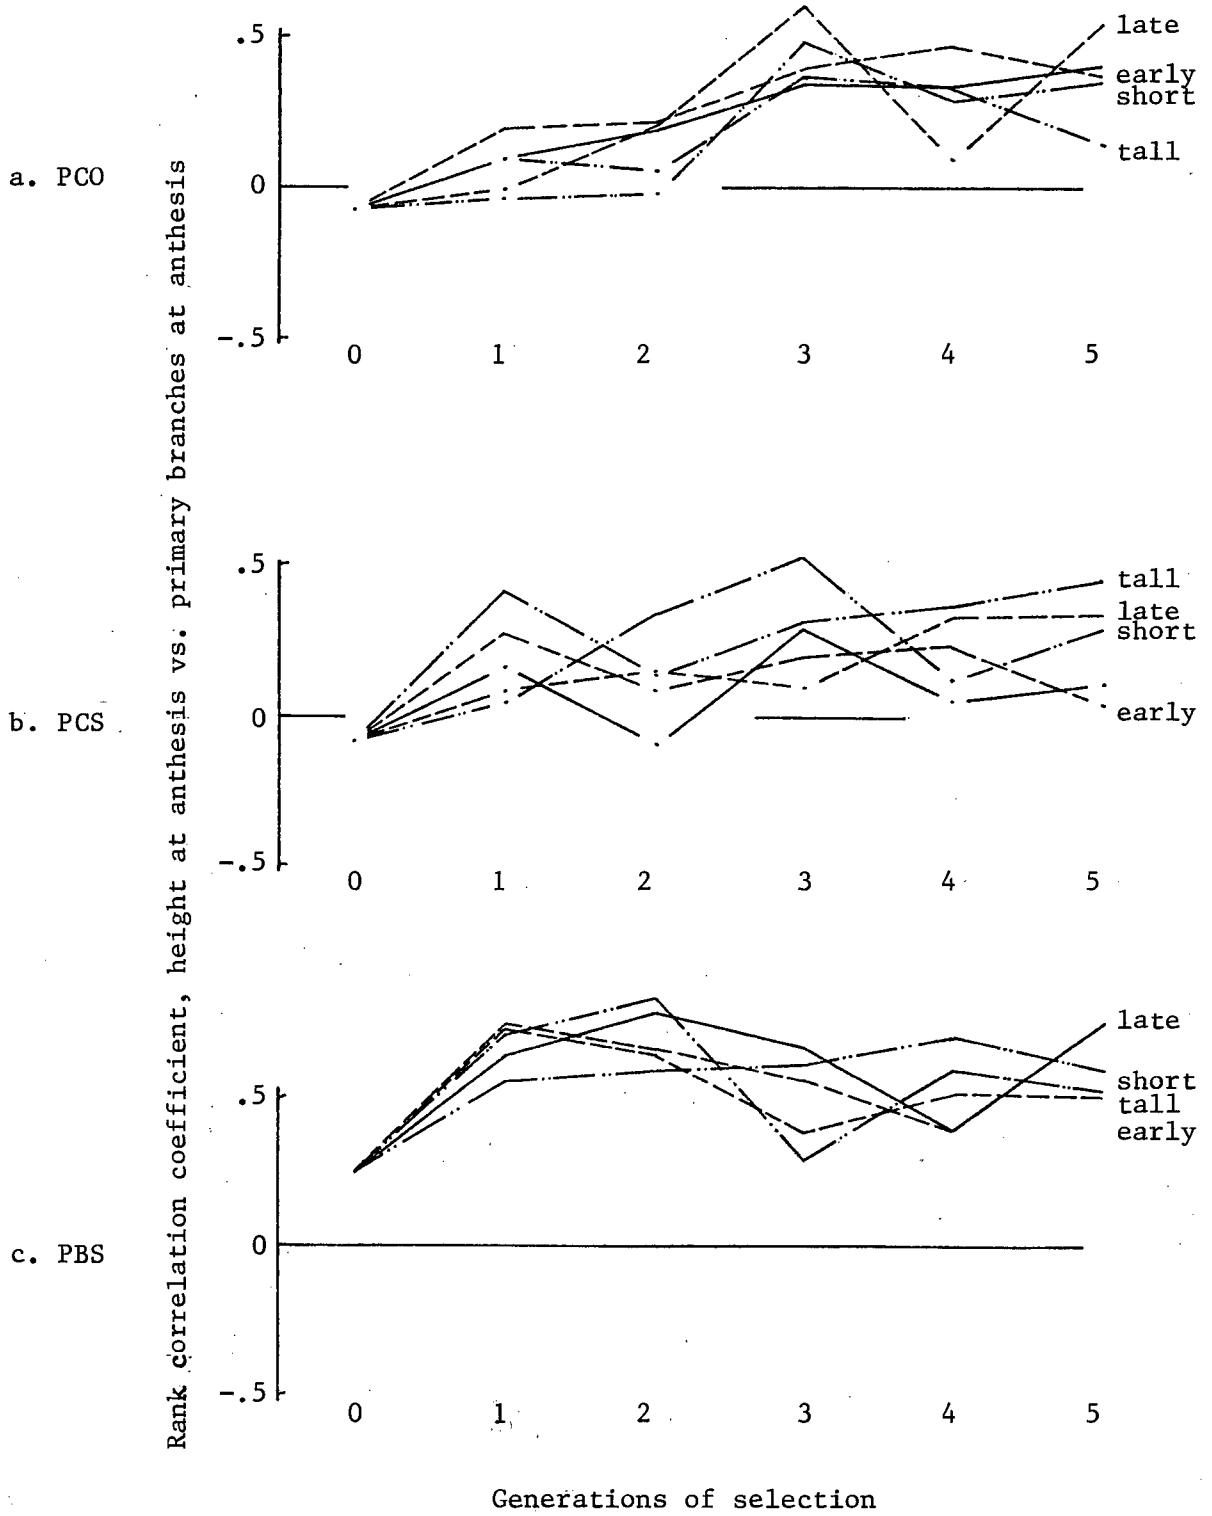 .5
0
-.5
a. PCO
0 1 2 3 4 5
late
early
short
tall
.5
0
-.5
b. PCS
0 1 2 3 4 5
tall
late
short
early
.5
0
-.5
c. PBS
0 1 2 3 4 5
late
short
tall
early
Rank correlation coefficient, height at anthesis vs. primary branches at anthesis
Generations of selection